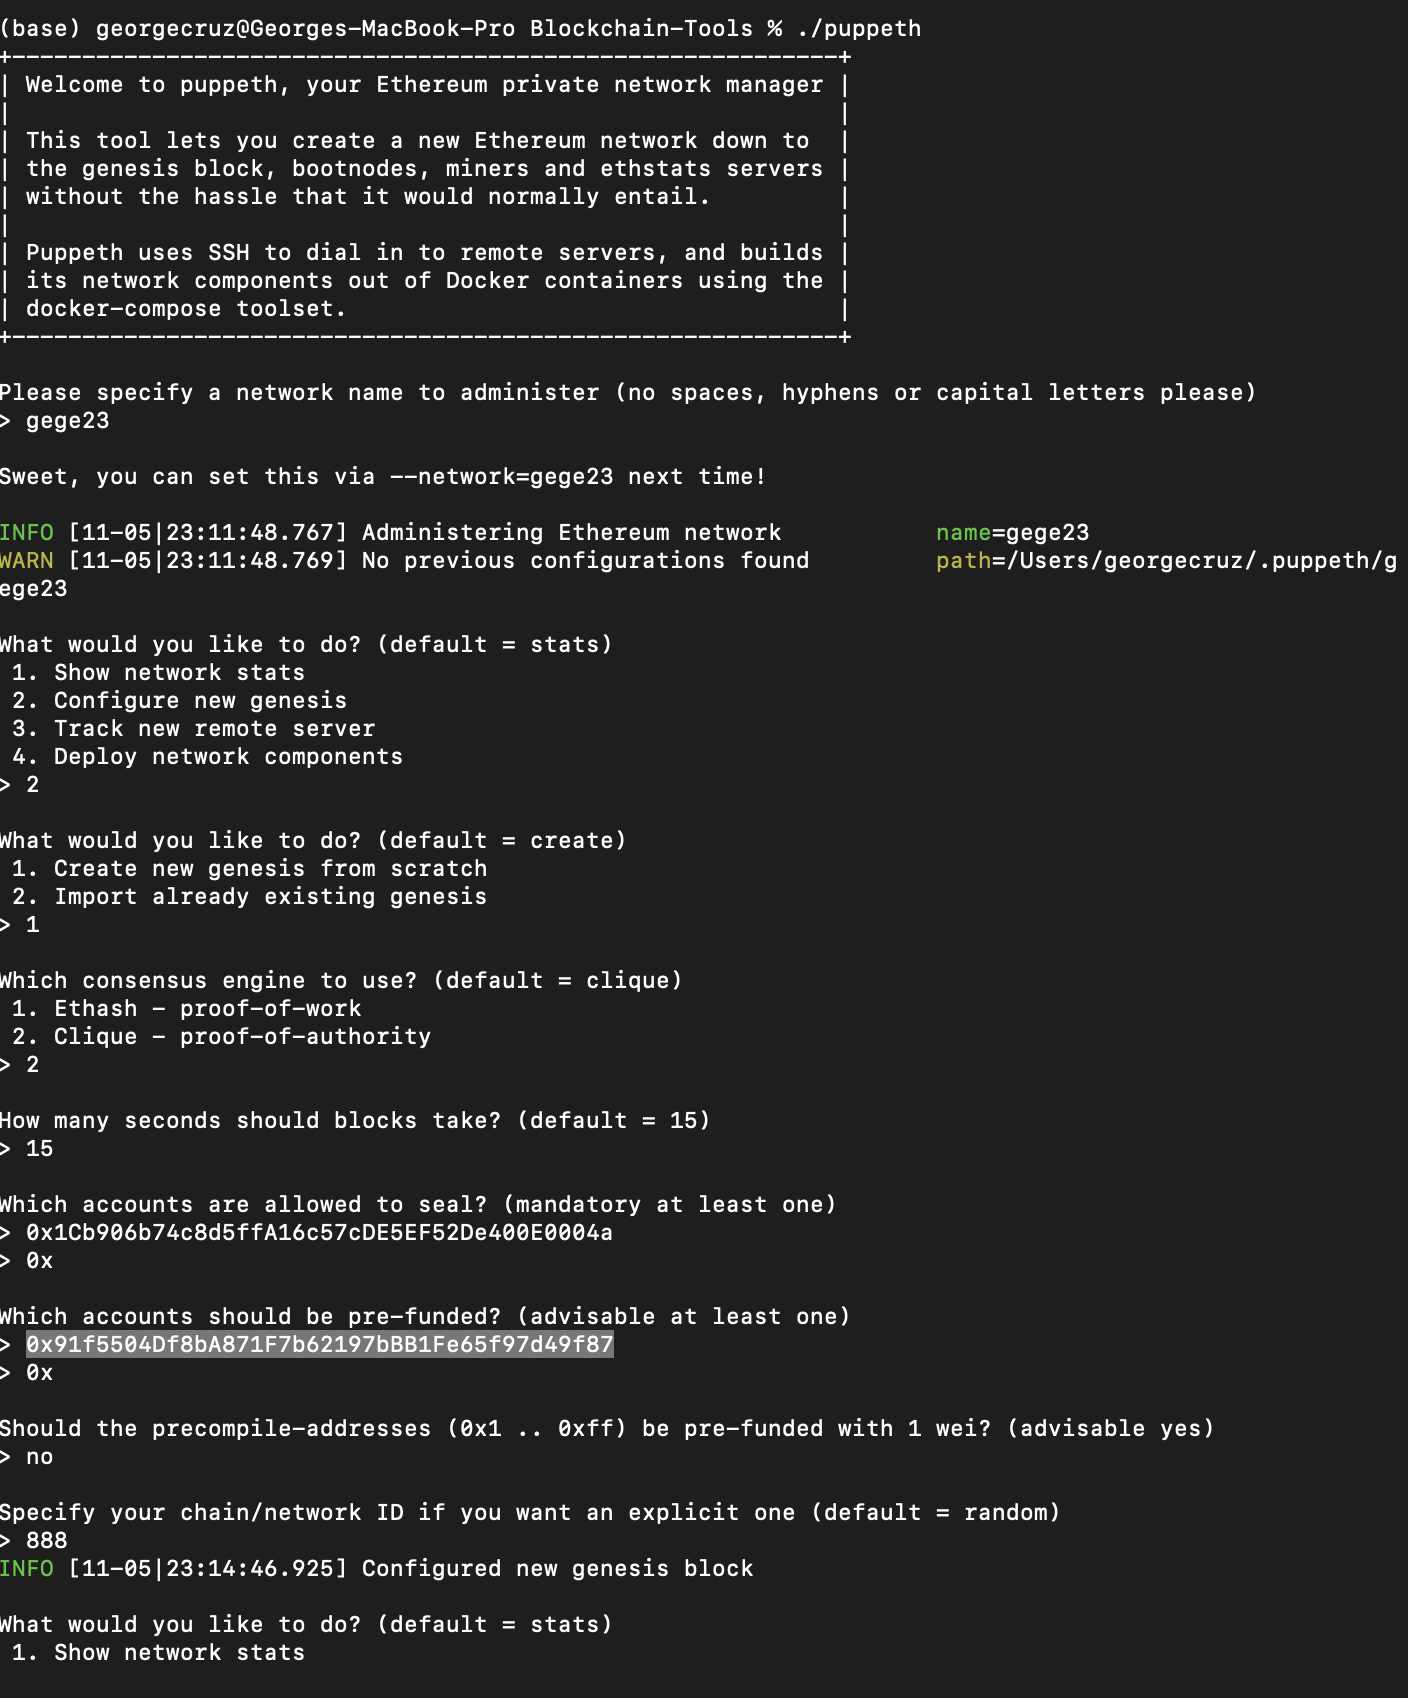 (base) georgecruz@Georges-MacBook-Pro Blockchain-Tools % ./puppeth
+-----------------------------------------------------------+
| Welcome to puppeth, your Ethereum private network manager |
|                                                           |
| This tool lets you create a new Ethereum network down to  |
| the genesis block, bootnodes, miners and ethstats servers |
| without the hassle that it would normally entail.         |
|                                                           |
| Puppeth uses SSH to dial in to remote servers, and builds |
| its network components out of Docker containers using the |
| docker-compose toolset.                                   |
+-----------------------------------------------------------+
Please specify a network name to administer (no spaces, hyphens or capital letters please)
> gege23
Sweet, you can set this via --network=gege23 next time!
INFO [11-05|23:11:48.767] Administering Ethereum network           name=gege23
WARN [11-05|23:11:48.769] No previous configurations found         path=/Users/georgecruz/.puppeth/g
ege23
What would you like to do? (default = stats)
 1. Show network stats
 2. Configure new genesis
 3. Track new remote server
 4. Deploy network components
> 2
What would you like to do? (default = create)
 1. Create new genesis from scratch
 2. Import already existing genesis
> 1
Which consensus engine to use? (default = clique)
 1. Ethash - proof-of-work
 2. Clique - proof-of-authority
> 2
How many seconds should blocks take? (default = 15)
> 15
Which accounts are allowed to seal? (mandatory at least one)
> 0x1Cb906b74c8d5ffA16c57cDE5EF52De400E0004a
> 0x
Which accounts should be pre-funded? (advisable at least one)
> 0x91f5504Df8bA871F7b62197bBB1Fe65f97d49f87
> 0x
Should the precompile-addresses (0x1 .. 0xff) be pre-funded with 1 wei? (advisable yes)
> no
Specify your chain/network ID if you want an explicit one (default = random)
> 888
INFO [11-05|23:14:46.925] Configured new genesis block
What would you like to do? (default = stats)
 1. Show network stats